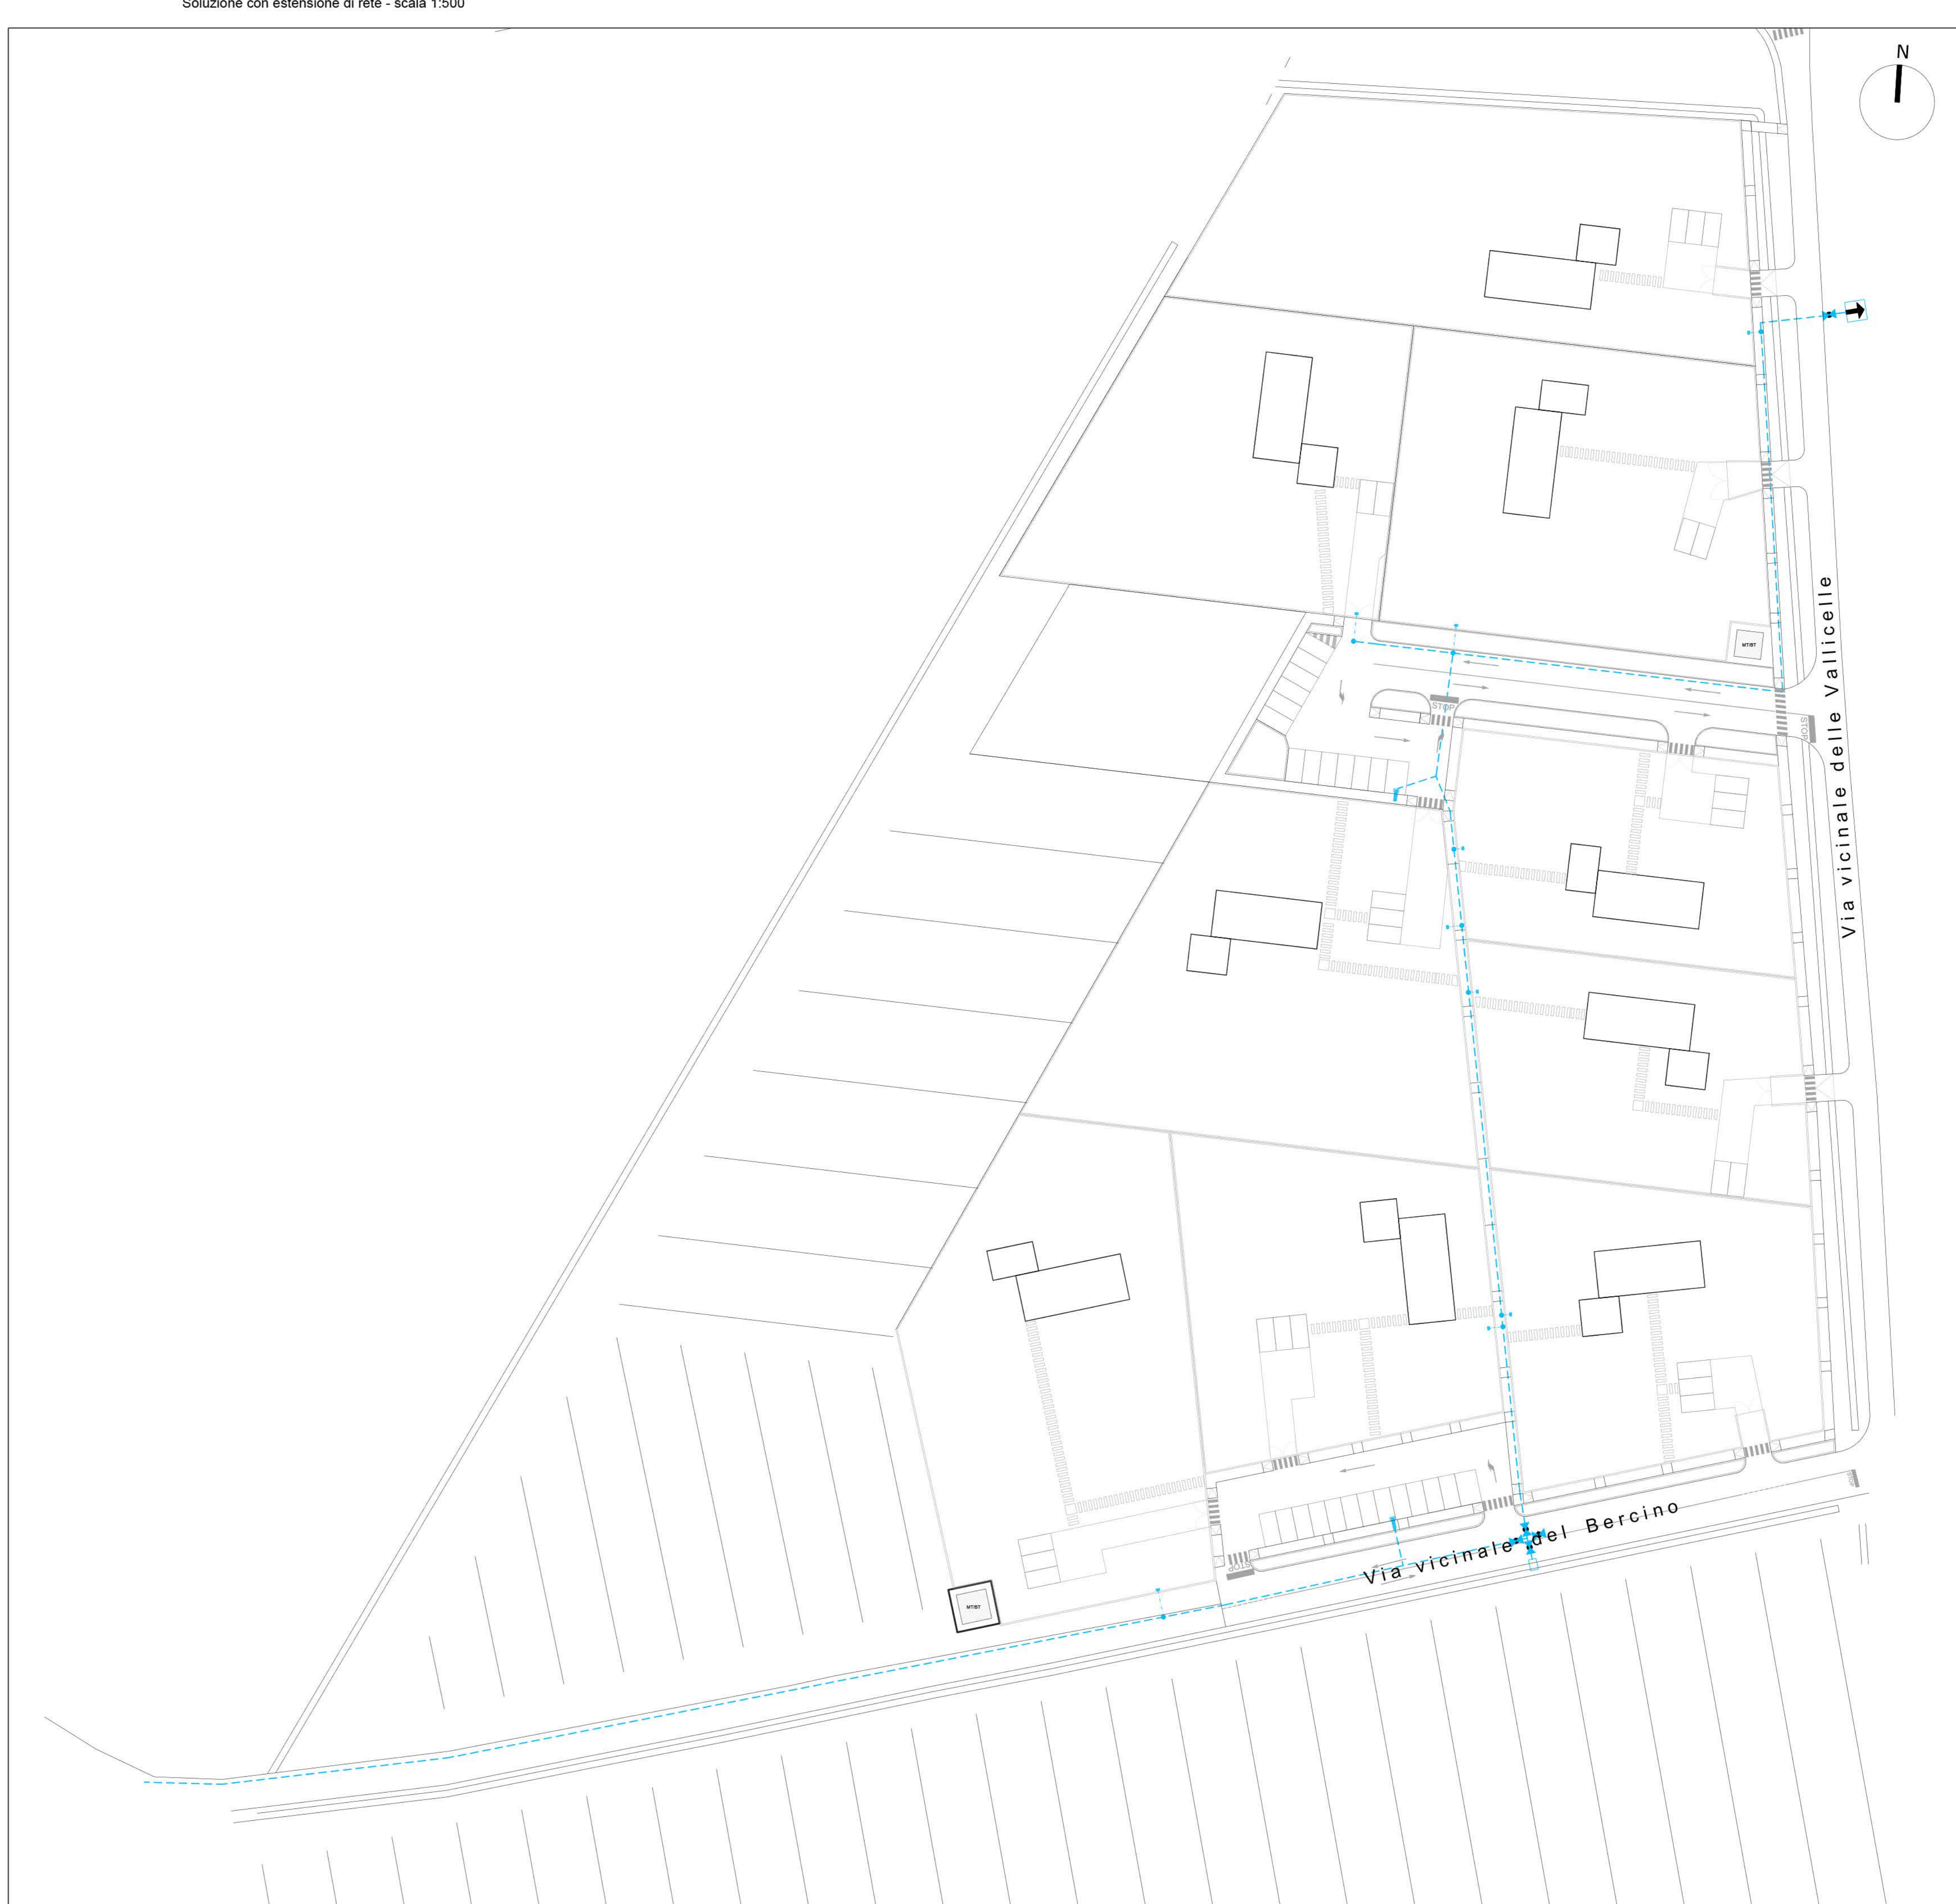 Soluzione con estensione di rete - scala 1:500
N
Via vicinale delle Vallicelle
MT/BT
STOP
STOP
Via vicinale del Bercino
STOP
STOP
MT/BT